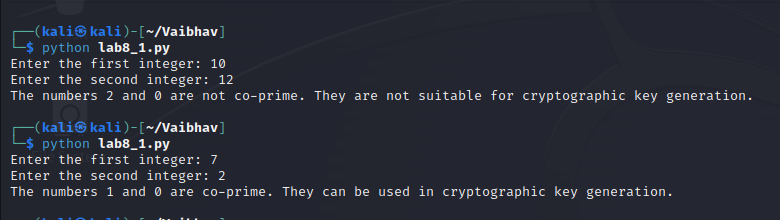 ┌──(kali㉿kali)-[~/Vaibhav]
└─$ python lab8_1.py
Enter the first integer: 10
Enter the second integer: 12
The numbers 2 and 0 are not co-prime. They are not suitable for cryptographic key generation.
┌──(kali㉿kali)-[~/Vaibhav]
└─$ python lab8_1.py
Enter the first integer: 7
Enter the second integer: 2
The numbers 1 and 0 are co-prime. They can be used in cryptographic key generation.